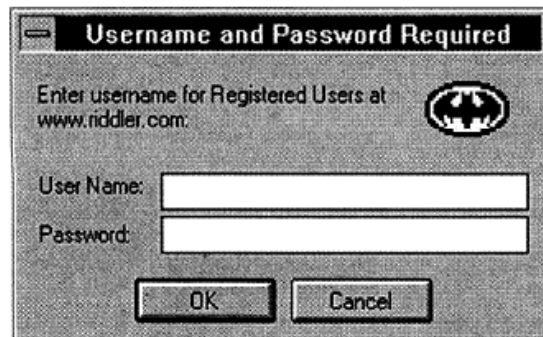 Username and Password Required
Enter username for Registered Users at
www.riddler.com:
User Name:
Password:
OK
Cancel